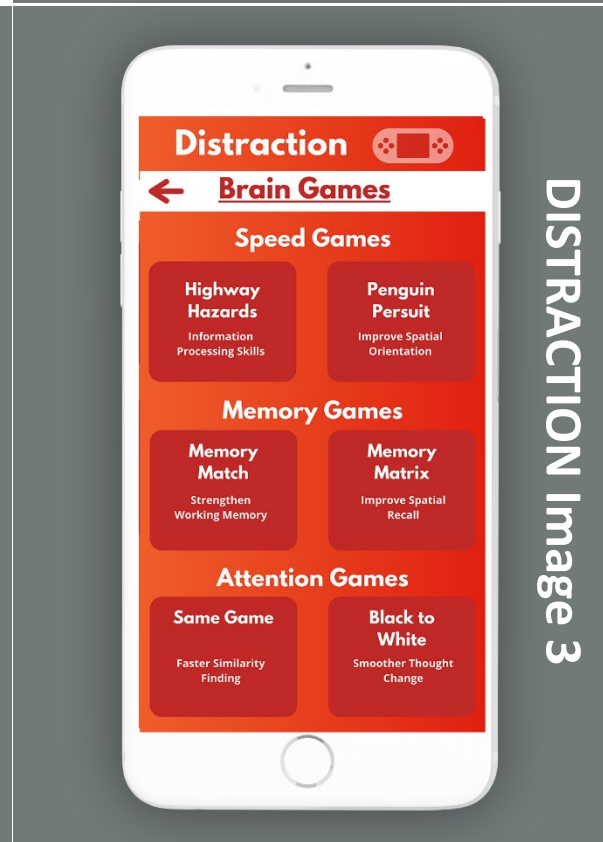 Distraction
Brain Games
Speed Games
Highway
Hazards
Information
Processing Skills
Penguin
Persuit
Improve Spatial
Orientation
Memory Games
Memory
Match
Strengthen
Working Memory
Memory
Matrix
Improve Spatial
Recall
Attention Games
Same Game
Faster Similarity
Finding
Black to
White
Smoother Thought
Change
DISTRACTION Image 3